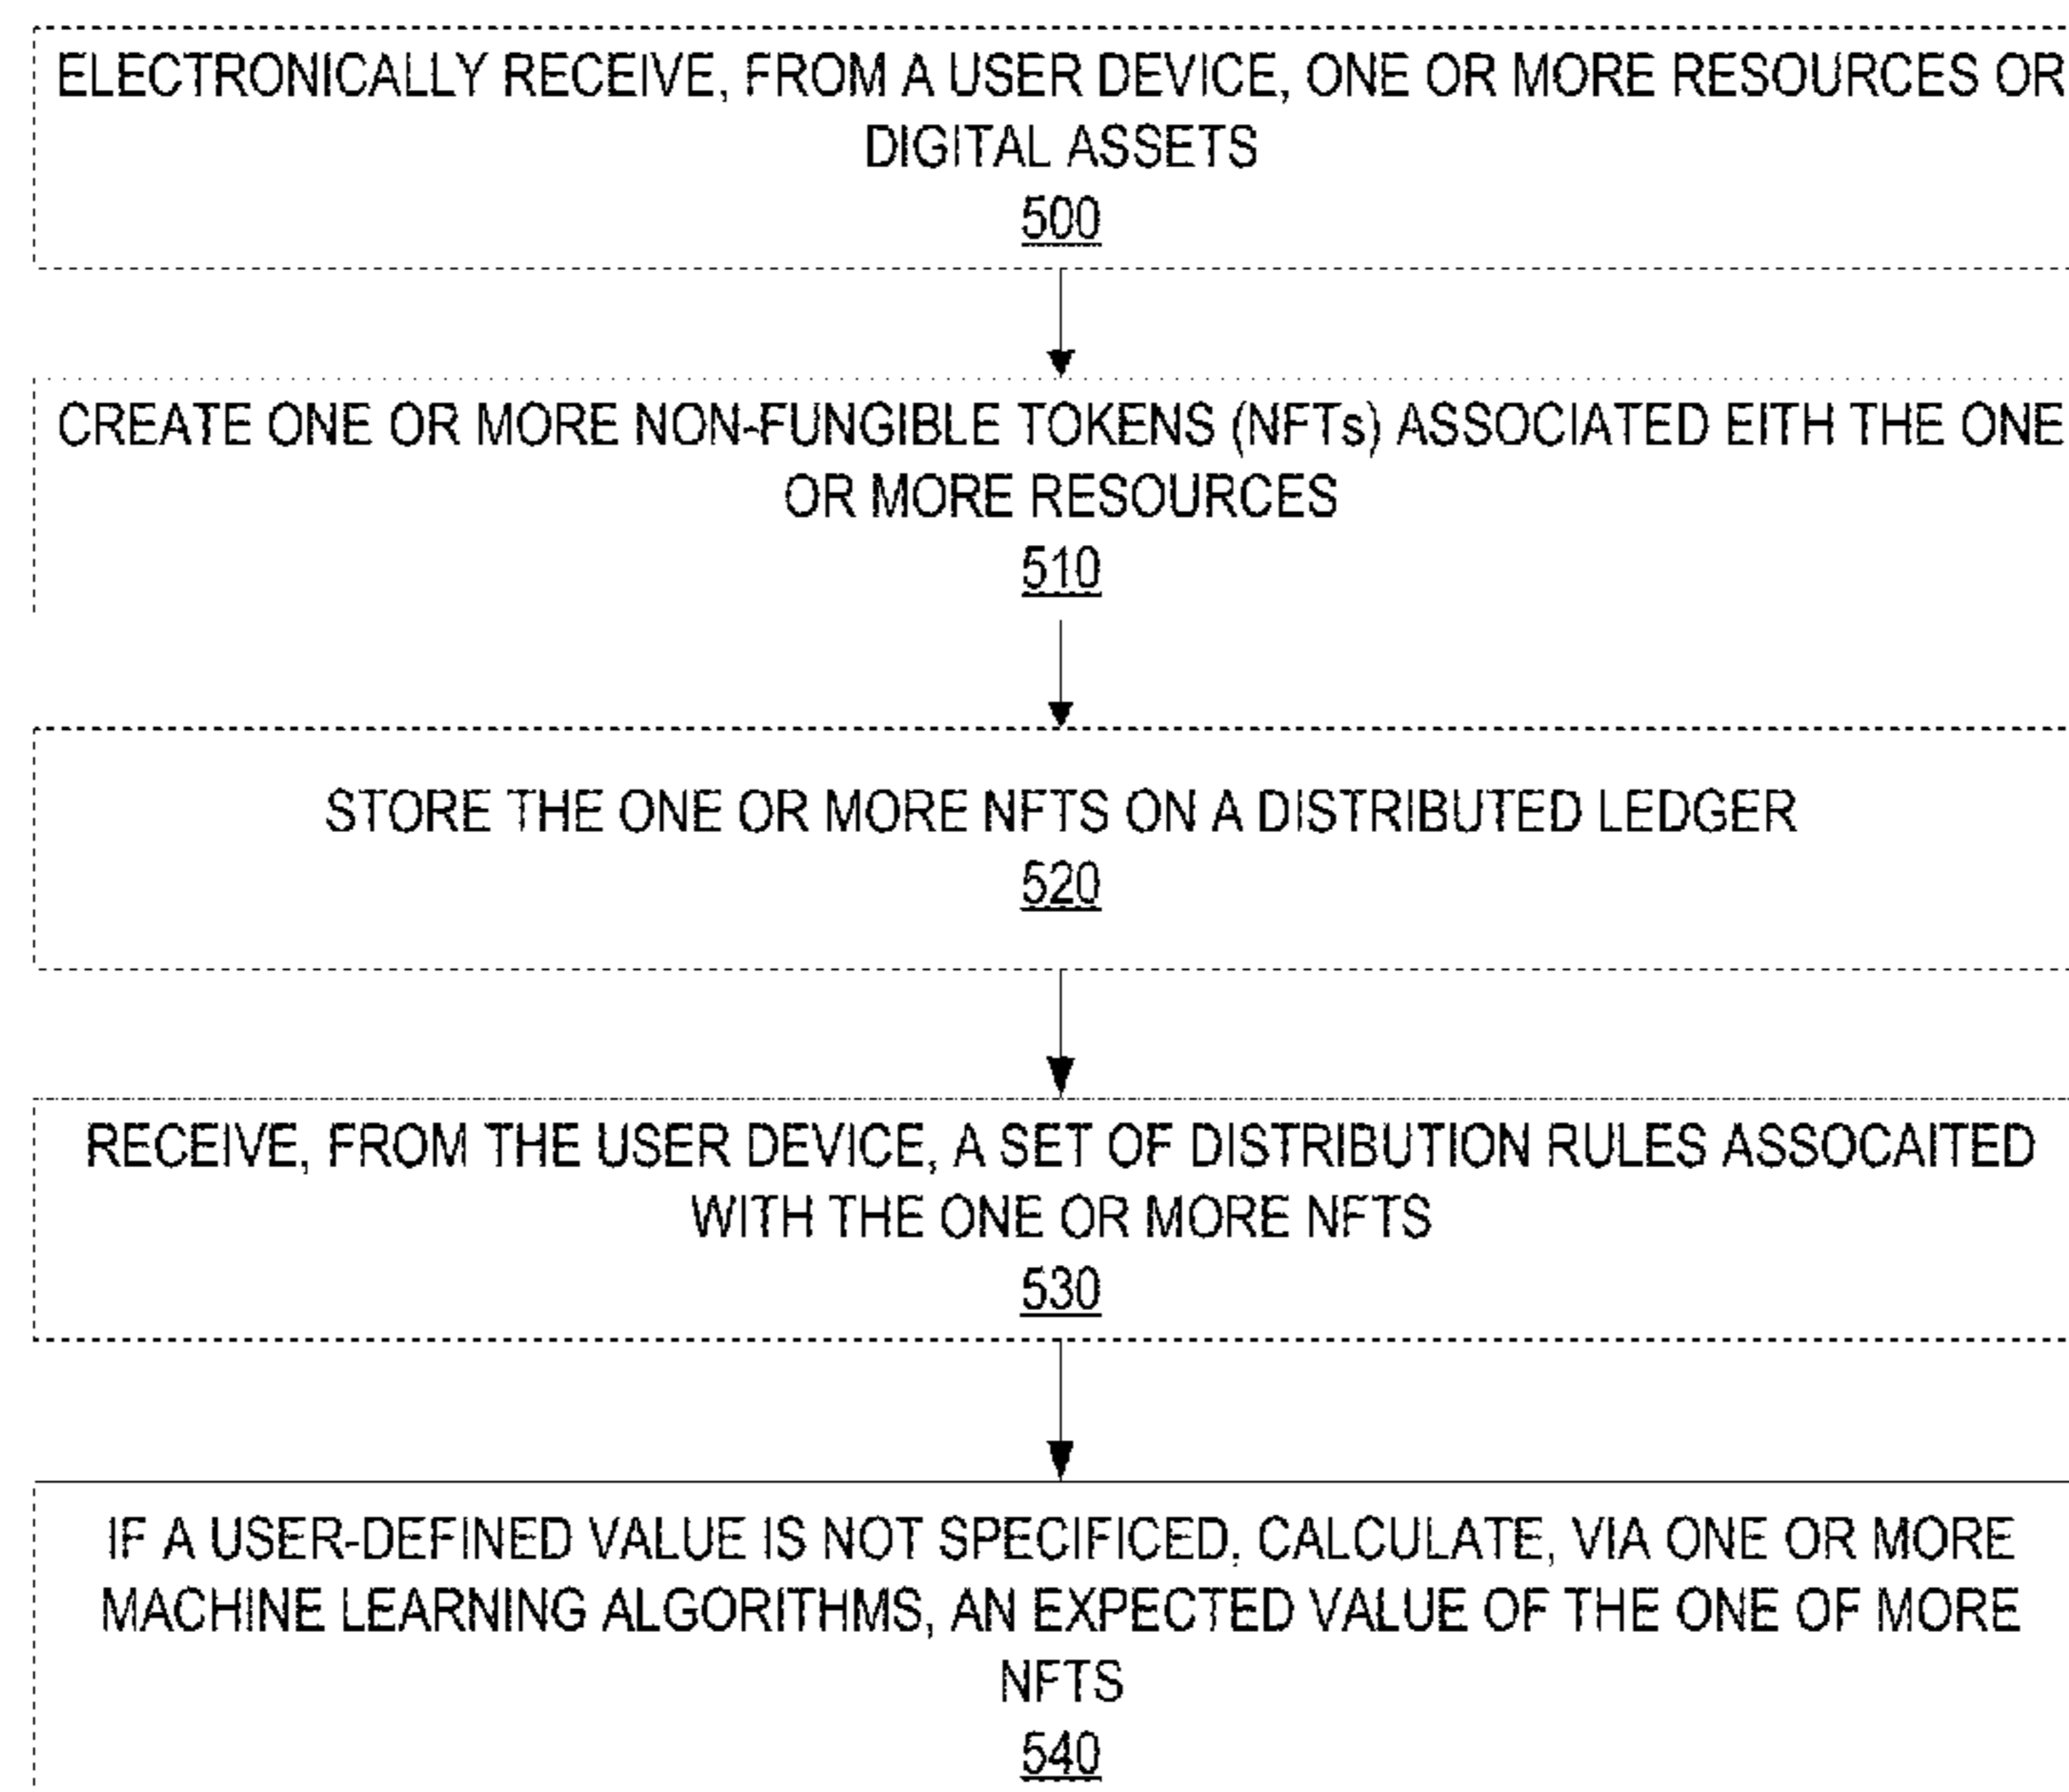 ELECTRONICALLY RECEIVE, FROM A USER DEVICE, ONE OR MORE RESOURCES OR
DIGITAL ASSETS
500
CREATE ONE OR MORE NON-FUNGIBLE TOKENS (NFTs) ASSOCIATED EITH THE ONE
OR MORE RESOURCES
510
STORE THE ONE OR MORE NFTS ON A DISTRIBUTED LEDGER
520
RECEIVE, FROM THE USER DEVICE, A SET OF DISTRIBUTION RULES ASSOCAITED
WITH THE ONE OR MORE NFTS
530
IF A USER-DEFINED VALUE IS NOT SPECIFICED, CALCULATE, VIA ONE OR MORE
MACHINE LEARNING ALGORITHMS, AN EXPECTED VALUE OF THE ONE OF MORE
NFTS
540